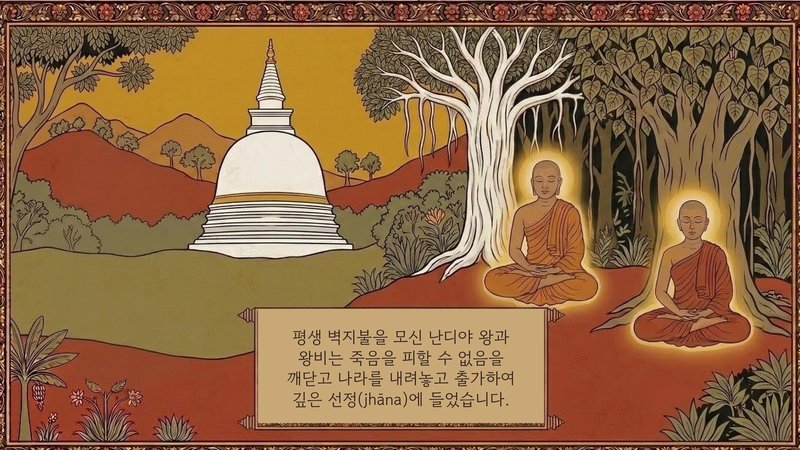 평생 벽지불을 모신 난디야 왕과
왕비는 죽음을 피할 수 없음을
깨닫고 나라를 내려놓고 출가하여
깊은 선정(jhāna)에 들었습니다.